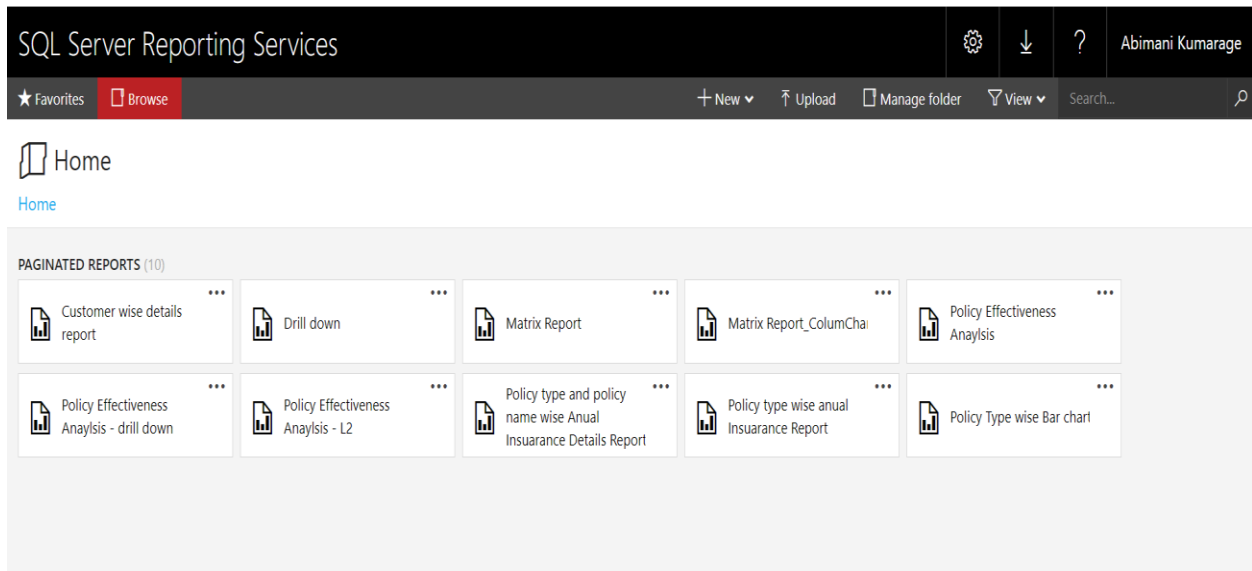 SQL Server Reporting Services
? Abimani Kumarage
Favorites Browse New Upload Manage folder View Search...
Home
Home
PAGINATED REPORTS (10)
Customer wise details
report
Drill down
Matrix Report
Matrix Report_ColumCha
Policy Effectiveness
Anaylsis
Policy Effectiveness
Anaylsis - drill down
Policy Effectiveness
Anaylsis - L2
Policy type and policy
name wise Anual
Insuarance Details Report
Policy type wise anual
Insuarance Report
Policy Type wise Bar chart